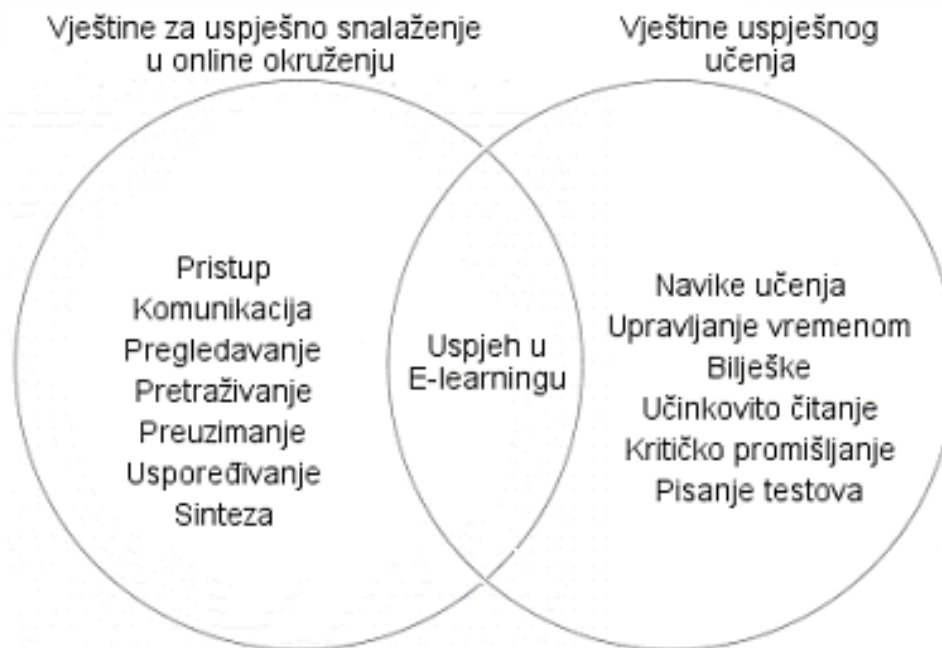 Vještine za uspješno snalaženje
u online okruženju
Vještine uspješnog
učenja
Pristup
Komunikacija
Pregledavanje
Pretraživanje
Preuzimanje
Uspoređivanje
Sinteza
Uspjeh u
E-learningu
Navike učenja
Upravljanje vremenom
Bilješke
Učinkovito čitanje
Kritičko promišljanje
Pisanje testova